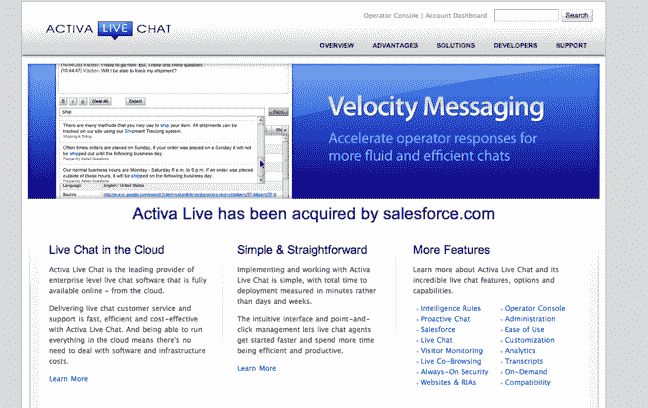 Operator Console | Account Dashboard
Search
ACTIVA LIVE CHAT
OVERVIEW ADVANTAGES SOLUTIONS DEVELOPERS SUPPORT
(10:44:47) Visitor: Will I be able to track my shipment?
B I U Clear All Export
Ship
There are many methods that you may use to ship your item. All shipments can be
tracked on our site using our Shipment Tracking system.
Shipping & Billing
Often times orders are placed on Sunday. If your order was placed on a Sunday it will not
be shipped out until the following business day.
Frequently Asked Questions
Our normal business hours are Monday - Saturday 8 a.m. to 6 p.m. If an order was placed
outside of these hours, it will be shipped on the following business day.
Frequently Asked Questions
Language English / United States
Source
Velocity Messaging
Accelerate operator responses for
more fluid and efficient chats
Activa Live has been acquired by salesforce.com
Live Chat in the Cloud
Activa Live Chat is the leading provider of
enterprise level live chat software that is fully
available online - from the cloud.
Delivering live chat customer service and
support is fast, efficient and cost-effective
with Activa Live Chat. And being able to run
everything in the cloud means there's no
need to deal with software and infrastructure
costs.
Learn More
Simple & Straightforward
Implementing and working with Activa
Live Chat is simple, with total time to
deployment measured in minutes rather
than days and weeks.
The intuitive interface and point-and-
click management lets live chat agents
get started faster and spend more time
being efficient and productive.
Learn More
More Features
Learn more about Activa Live Chat and its
incredible live chat features, options and
capabilities.
Intelligence Rules
Proactive Chat
Salesforce
Live Chat
Visitor Monitoring
Live Co-Browsing
Always-On Security
Websites & RIAs
Operator Console
Administration
Ease of Use
Customization
Analytics
Transcripts
On-Demand
Compatibility